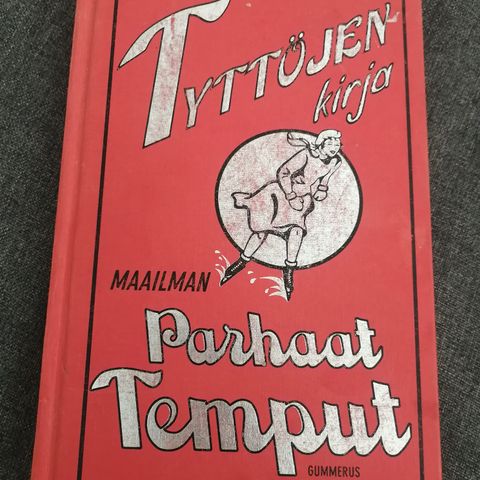 TYTTÖJEN
kirja
MAAILMAN
Parhaat
Temput
GUMMERUS